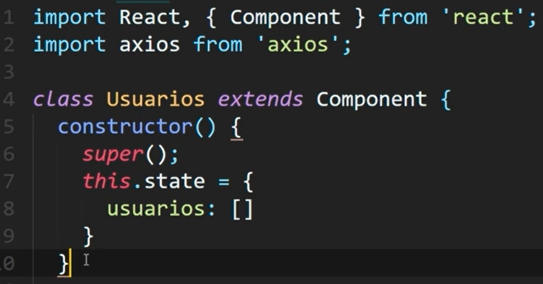 1 import React, { Component } from 'react';
2 import axios from 'axios';
3
4 class Usuarios extends Component {
5 constructor() {
6 super();
7 this.state = {
8 usuarios: []
9 }
0 }